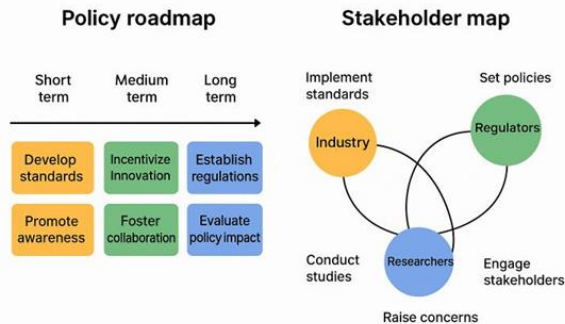 Policy roadmap
Short
term
Medium
term
Long
term
Develop
standards
Incentivize
Innovation
Establish
regulations
Promote
awareness
Foster
collaboration
Evaluate
policy impact
Stakeholder map
Implement
standards
Set policies
Industry
Regulators
Researchers
Conduct
studies
Engage
stakeholders
Raise concerns